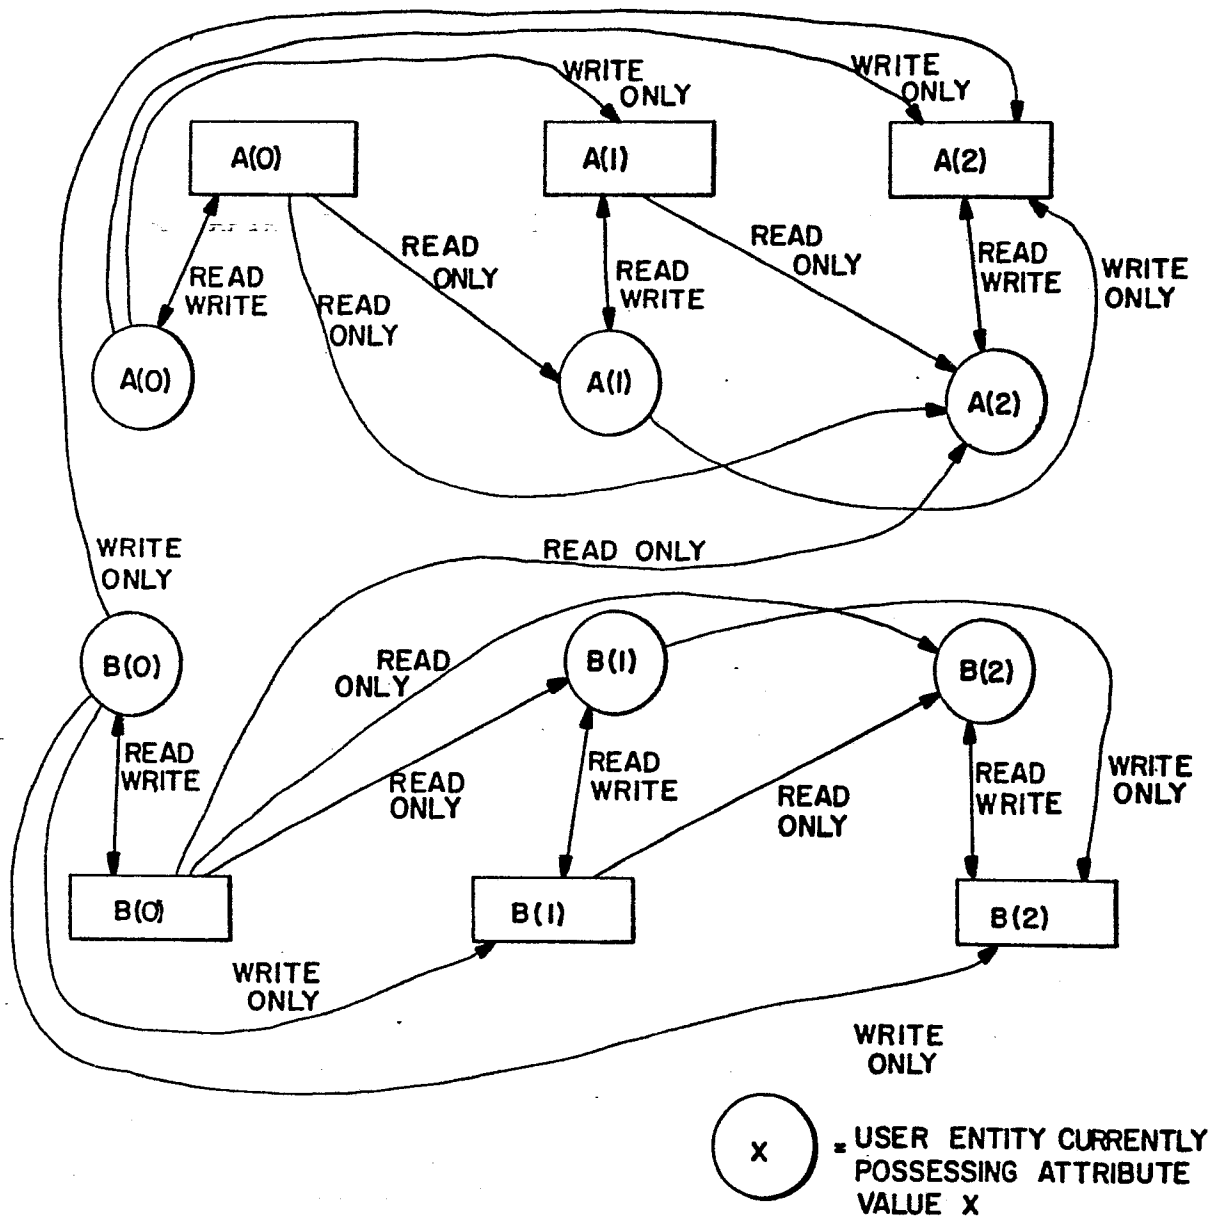 WRITE
ONLY
WRITE
ONLY
A(0)
A(1)
A(2)
READ
WRITE
READ
ONLY
READ
ONLY
READ
WRITE
READ
ONLY
READ
WRITE
WRITE
ONLY
A(0)
A(1)
A(2)
WRITE
ONLY
READ ONLY
B(0)
READ
ONLY
B(1)
B(2)
READ
WRITE
READ
ONLY
READ
WRITE
READ
ONLY
READ
WRITE
WRITE
ONLY
B(0)
B(1)
B(2)
WRITE
ONLY
WRITE
ONLY
X
= USER ENTITY CURRENTLY
POSSESSING ATTRIBUTE
VALUE X